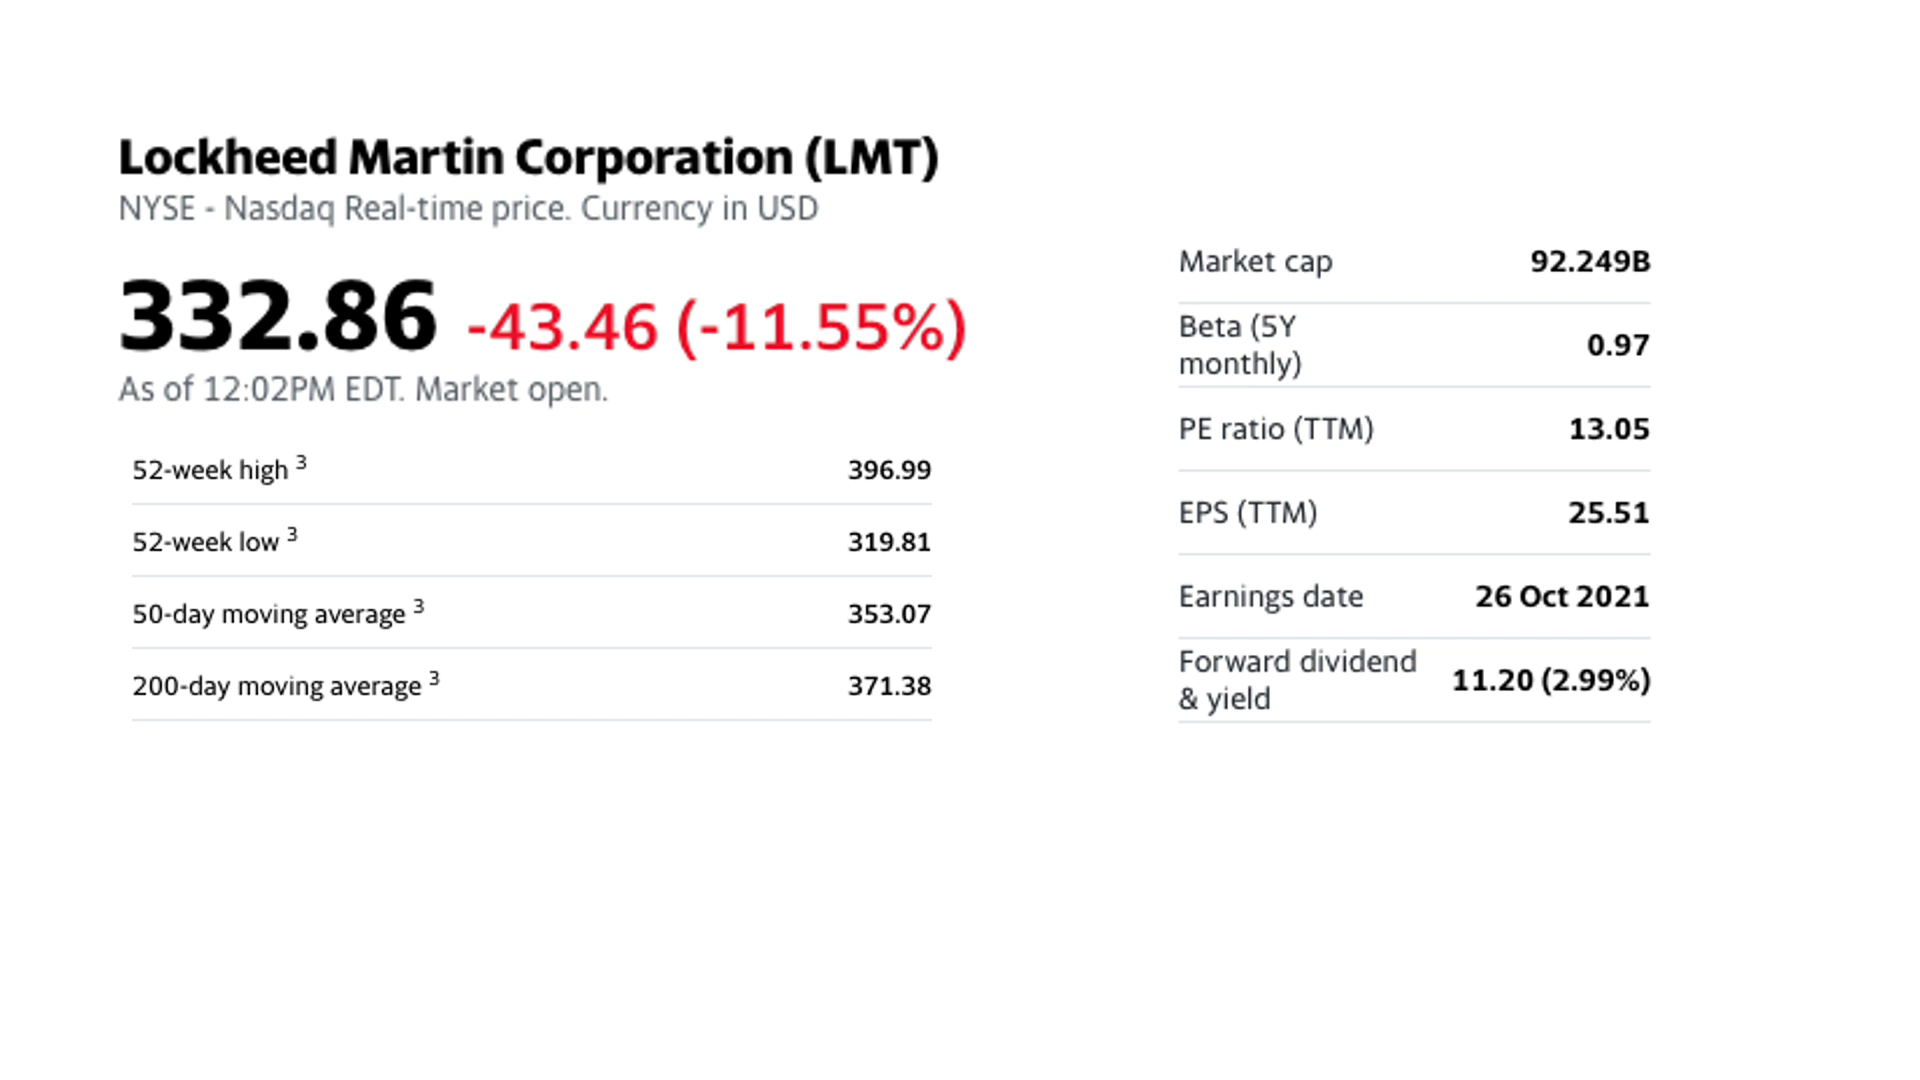 Lockheed Martin Corporation (LMT)
NYSE - Nasdaq Real-time price. Currency in USD
332.86 -43.46 (-11.55%)
As of 12:02PM EDT. Market open.
52-week high 3 396.99
52-week low 3 319.81
50-day moving average 3 353.07
200-day moving average 3 371.38
Market cap 92.249B
Beta (5Y
monthly) 0.97
PE ratio (TTM) 13.05
EPS (TTM) 25.51
Earnings date 26 Oct 2021
Forward dividend
& yield 11.20 (2.99%)